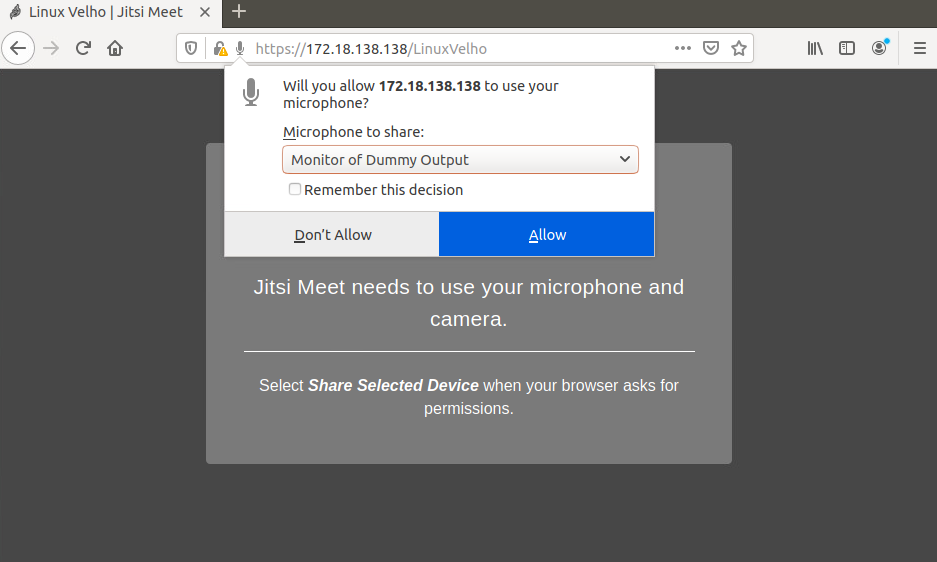 Linux Velho | Jitsi Meet
https://172.18.138.138/LinuxVelho
Will you allow 172.18.138.138 to use your
microphone?
Microphone to share:
Monitor of Dummy Output
Remember this decision
Don't Allow
Allow
Jitsi Meet needs to use your microphone and
camera.
Select Share Selected Device when your browser asks for
permissions.